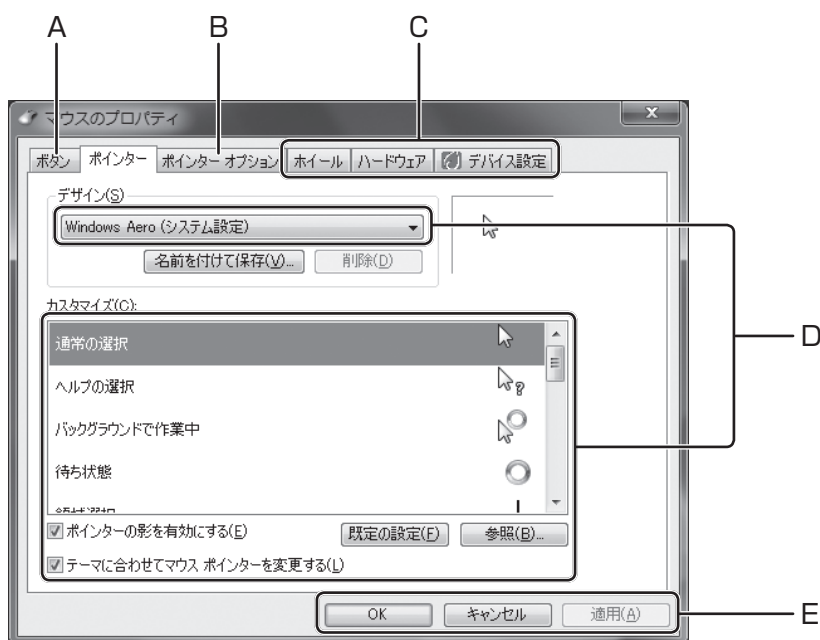 A
B
C
マウスのプロパティ
ボタン ポインター ポインター オプション ホイール ハードウェア デバイス設定
デザイン(S)
Windows Aero (システム設定)
D
名前を付けて保存(V)... 削除(D)
カスタマイズ(C):
通常の選択
ヘルプの選択
バックグラウンドで作業中
待ち状態
領域選択
ポインターの影を有効にする(E) 既定の設定(F) 参照(B)...
テーマに合わせてマウス ポインターを変更する(L)
OK キャンセル 適用(A)
E